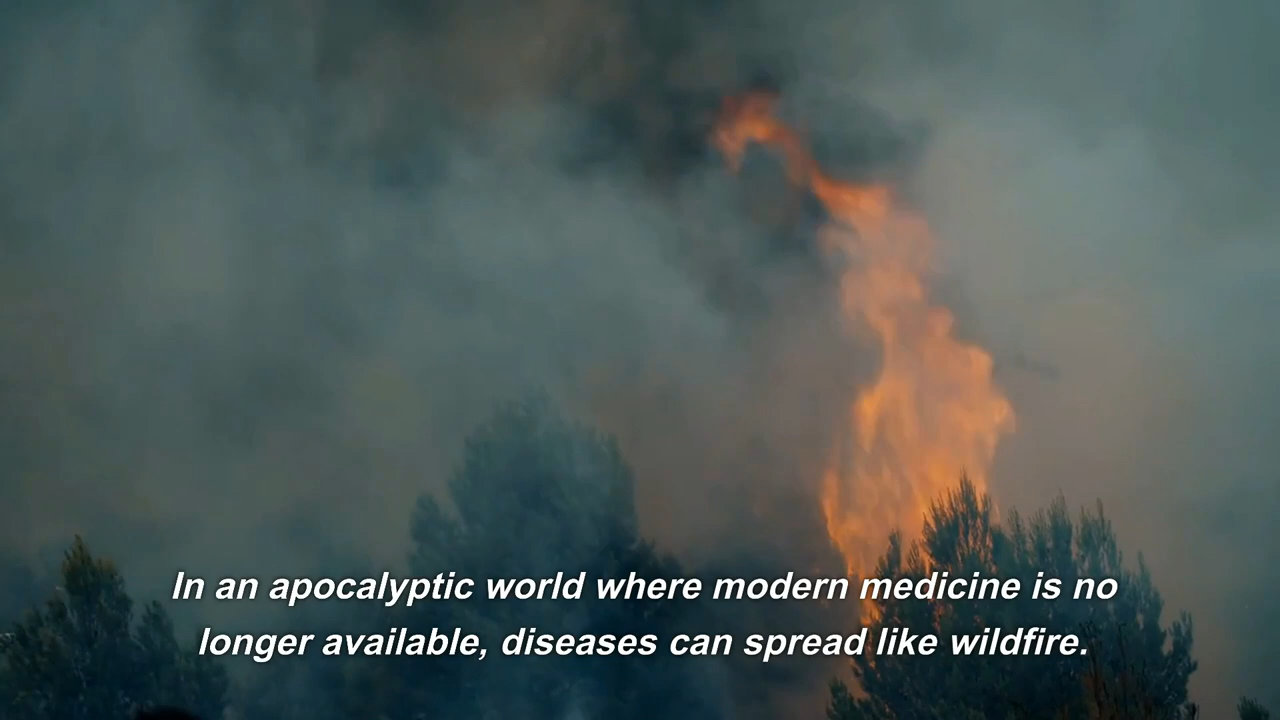 In an apocalyptic world where modern medicine is no
longer available, diseases can spread like wildfire.